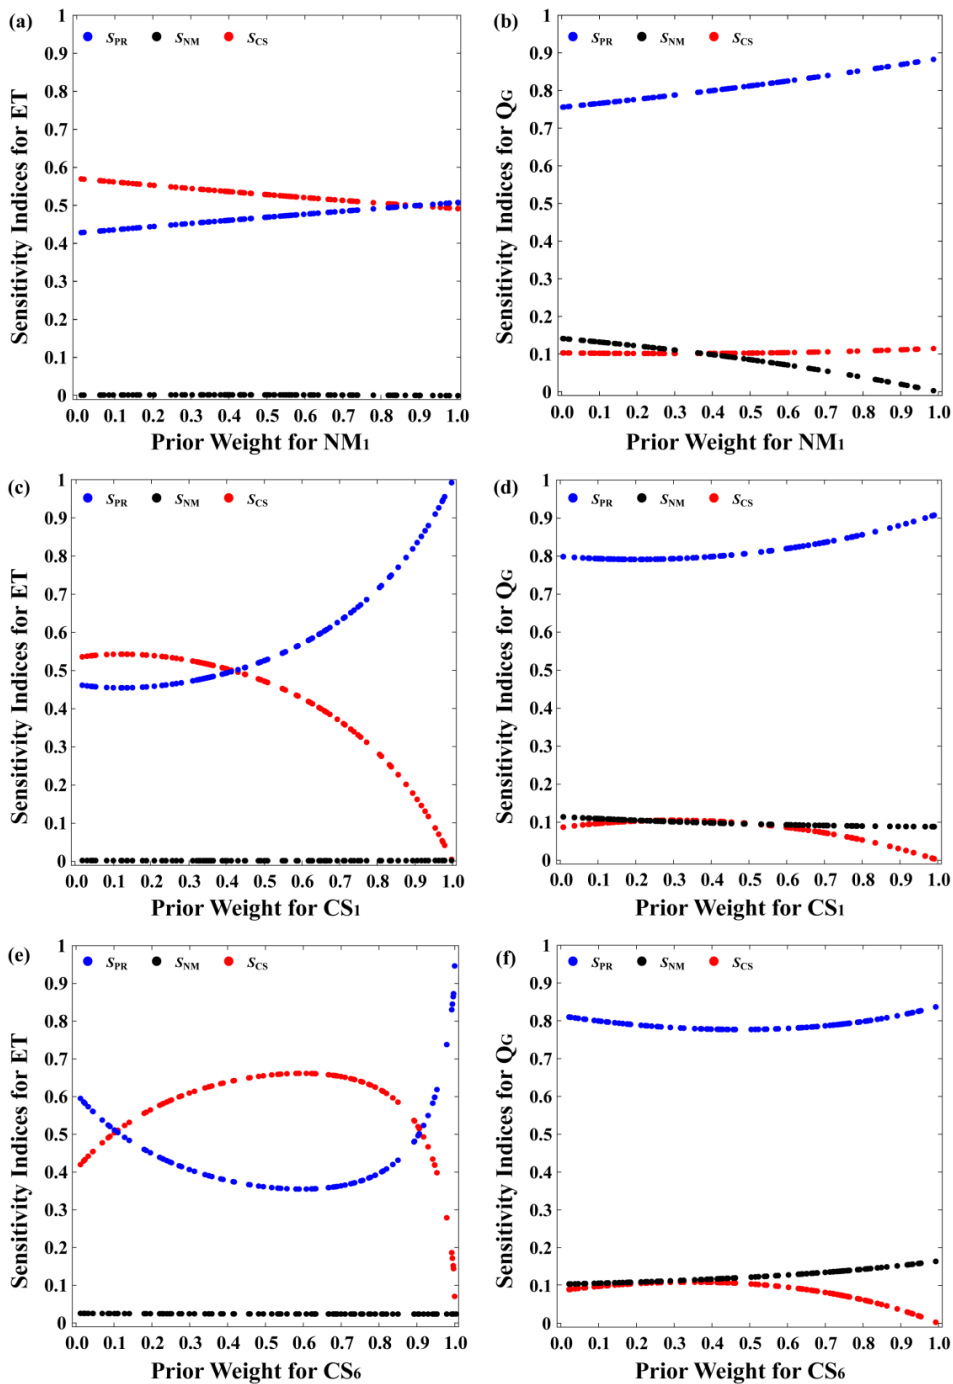 (a)
S_PR S_NM S_CS
Sensitivity Indices for ET
1
0.9
0.8
0.7
0.6
0.5
0.4
0.3
0.2
0.1
0
0.0 0.1 0.2 0.3 0.4 0.5 0.6 0.7 0.8 0.9 1.0
Prior Weight for NM1
(b)
S_PR S_NM S_CS
Sensitivity Indices for QG
1
0.9
0.8
0.7
0.6
0.5
0.4
0.3
0.2
0.1
0
0.0 0.1 0.2 0.3 0.4 0.5 0.6 0.7 0.8 0.9 1.0
Prior Weight for NM1
(c)
S_PR S_NM S_CS
Sensitivity Indices for ET
1
0.9
0.8
0.7
0.6
0.5
0.4
0.3
0.2
0.1
0
0.0 0.1 0.2 0.3 0.4 0.5 0.6 0.7 0.8 0.9 1.0
Prior Weight for CS1
(d)
S_PR S_NM S_CS
Sensitivity Indices for QG
1
0.9
0.8
0.7
0.6
0.5
0.4
0.3
0.2
0.1
0
0.0 0.1 0.2 0.3 0.4 0.5 0.6 0.7 0.8 0.9 1.0
Prior Weight for CS1
(e)
S_PR S_NM S_CS
Sensitivity Indices for ET
1
0.9
0.8
0.7
0.6
0.5
0.4
0.3
0.2
0.1
0
0.0 0.1 0.2 0.3 0.4 0.5 0.6 0.7 0.8 0.9 1.0
Prior Weight for CS6
(f)
S_PR S_NM S_CS
Sensitivity Indices for QG
1
0.9
0.8
0.7
0.6
0.5
0.4
0.3
0.2
0.1
0
0.0 0.1 0.2 0.3 0.4 0.5 0.6 0.7 0.8 0.9 1.0
Prior Weight for CS6